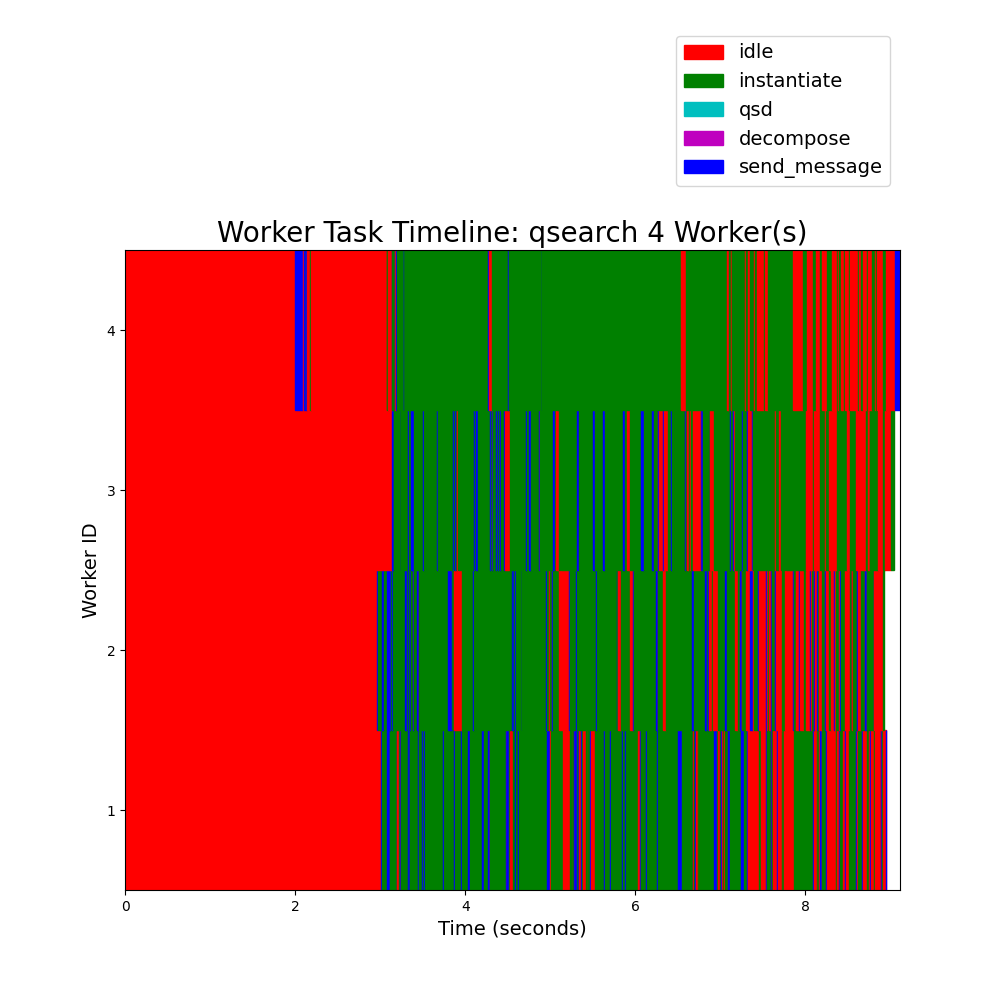 idle
instantiate
qsd
decompose
send_message
Worker Task Timeline: qsearch 4 Worker(s)
4
3
2
1
Worker ID
0 2 4 6 8
Time (seconds)